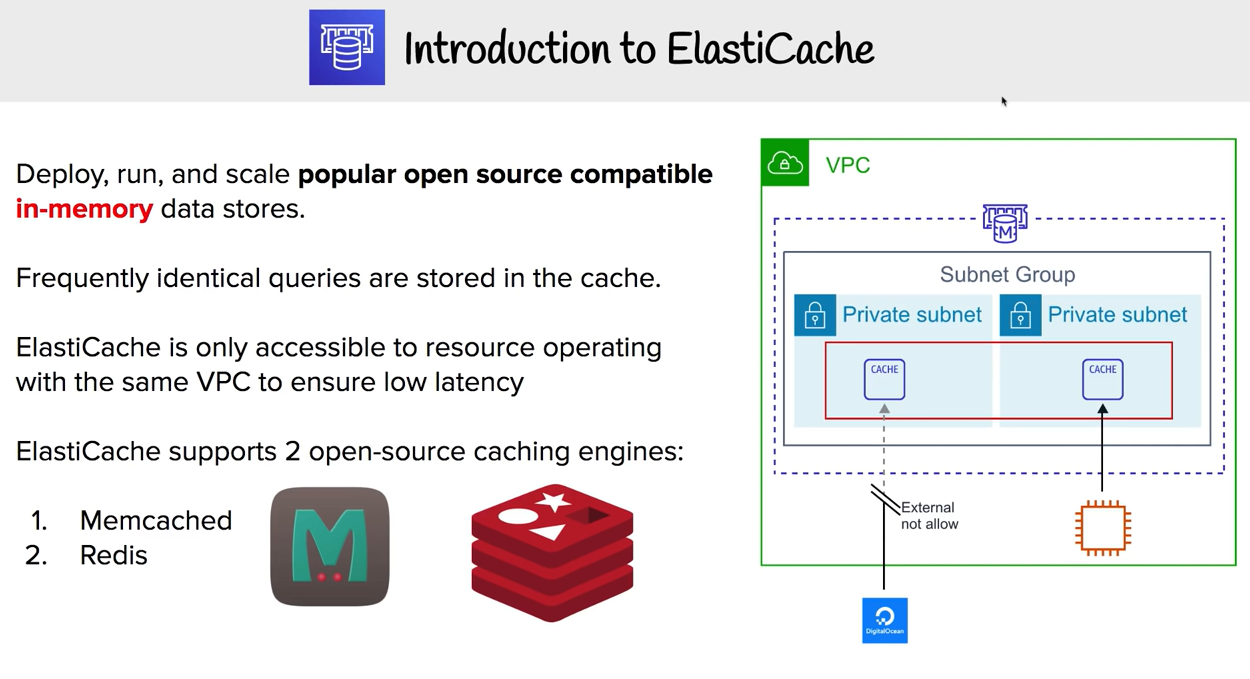 Introduction to ElastiCache
Deploy, run, and scale popular open source compatible
in-memory data stores.
Frequently identical queries are stored in the cache.
ElastiCache is only accessible to resource operating
with the same VPC to ensure low latency
ElastiCache supports 2 open-source caching engines:
1. Memcached
2. Redis
M
VPC
M
Subnet Group
Private subnet
Private subnet
CACHE
CACHE
External
not allow
DigitalOcean